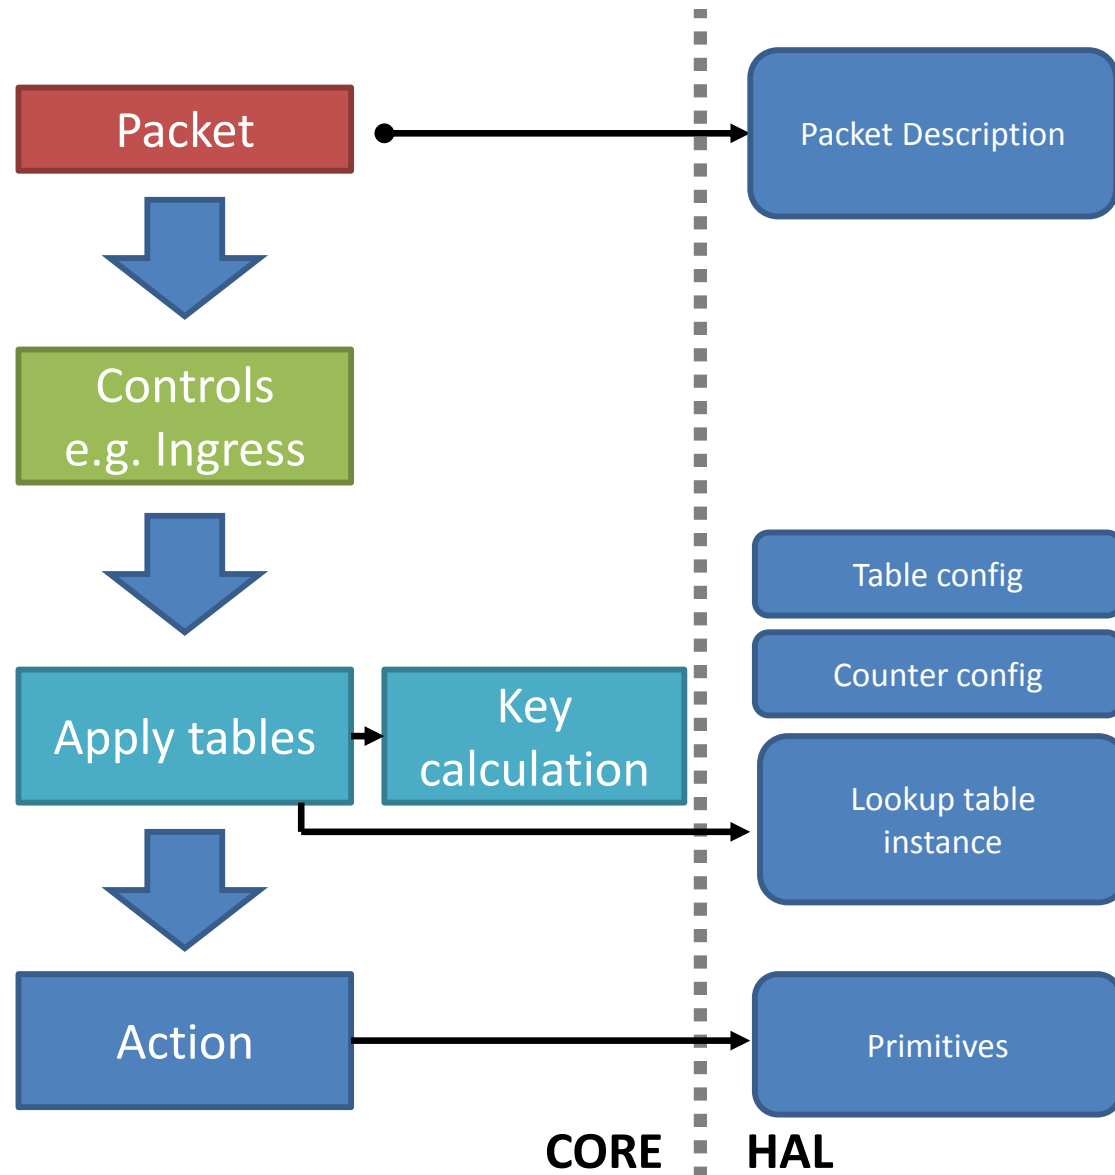 Packet
Packet Description
Controls
e.g. Ingress
Table config
Counter config
Apply tables
Key
calculation
Lookup table
instance
Action
Primitives
CORE
HAL